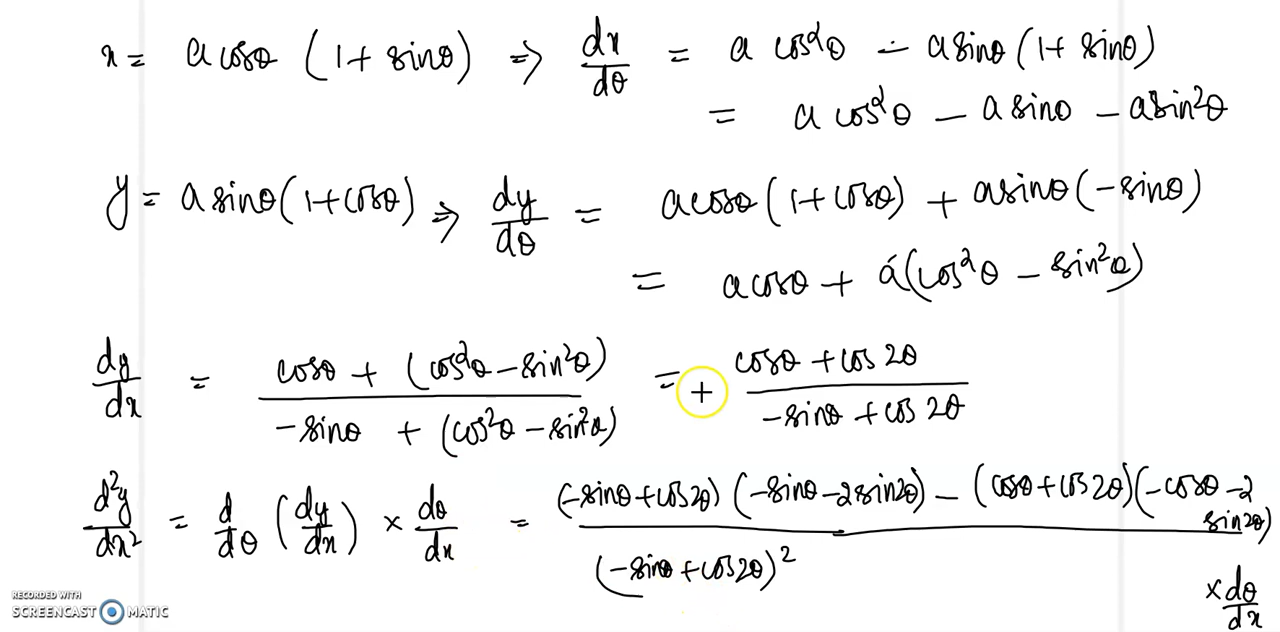 x = a cosθ (1 + sinθ) ⇒ dx/dθ = a cos²θ - a sinθ (1 + sinθ)
= a cos²θ - a sinθ - a sin²θ
y = a sinθ (1 + cosθ) ⇒ dy/dθ = a cosθ (1 + cosθ) + a sinθ (-sinθ)
= a cosθ + a (cos²θ - sin²θ)
dy/dx = (cosθ + (cos²θ - sin²θ)) / (-sinθ + (cos²θ - sin²θ)) = (cosθ + cos 2θ) / (-sinθ + cos 2θ)
d²y/dx² = d/dθ (dy/dx) × dθ/dx = ((-sinθ + cos2θ) (-sinθ - 2 sin2θ) - (cosθ + cos 2θ)(-cosθ - 2 sin2θ)) / (-sinθ + cos2θ)² × dθ/dx
RECORDED WITH
SCREENCAST MATIC